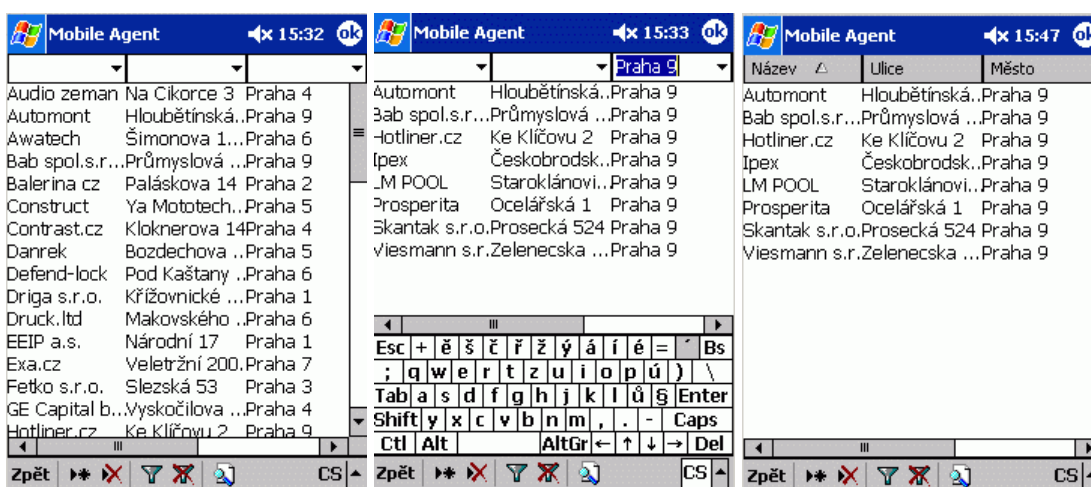 Mobile Agent 15:32 ok
Audio zeman Na Cikorce 3 Praha 4
Automont Hloubětínská.. Praha 9
Awatech Šimonova 1... Praha 6
Bab spol.s.r... Průmyslová ... Praha 9
Balerina cz Paláskova 14 Praha 2
Construct Ya Mototech.. Praha 5
Contrast.cz Kloknerova 14 Praha 4
Danrek Bozdechova .. Praha 5
Defend-lock Pod Kaštany .. Praha 6
Driga s.r.o. Křížovnické ... Praha 1
Druck.ltd Makovského .. Praha 6
EEIP a.s. Národní 17 Praha 1
Exa.cz Veletržní 200. Praha 7
Fetko s.r.o. Slezská 53 Praha 3
GE Capital b... Vyskočilova ... Praha 4
Hotliner.cz Ke Klíčovu 2 Praha 9
Zpět CS
Mobile Agent 15:33 ok
Praha 9
Automont Hloubětínská.. Praha 9
Bab spol.s.r... Průmyslová ... Praha 9
Hotliner.cz Ke Klíčovu 2 Praha 9
Ipex Českobrodsk.. Praha 9
LM POOL Staroklánovi.. Praha 9
Prosperita Ocelářská 1 Praha 9
Skantak s.r.o. Prosecká 524 Praha 9
Viesmann s.r. Zelenecska ... Praha 9
Esc + ě š č ř ž ý á í é = ´ Bs
; q w e r t z u i o p ú ) \
Tab a s d f g h j k l ů § Enter
Shift y x c v b n m , . - Caps
Ctl Alt AltGr ← ↑ ↓ → Del
Zpět CS
Mobile Agent 15:47 ok
Název Ulice Město
Automont Hloubětínská.. Praha 9
Bab spol.s.r... Průmyslová ... Praha 9
Hotliner.cz Ke Klíčovu 2 Praha 9
Ipex Českobrodsk.. Praha 9
LM POOL Staroklánovi.. Praha 9
Prosperita Ocelářská 1 Praha 9
Skantak s.r.o. Prosecká 524 Praha 9
Viesmann s.r. Zelenecska ... Praha 9
Zpět CS